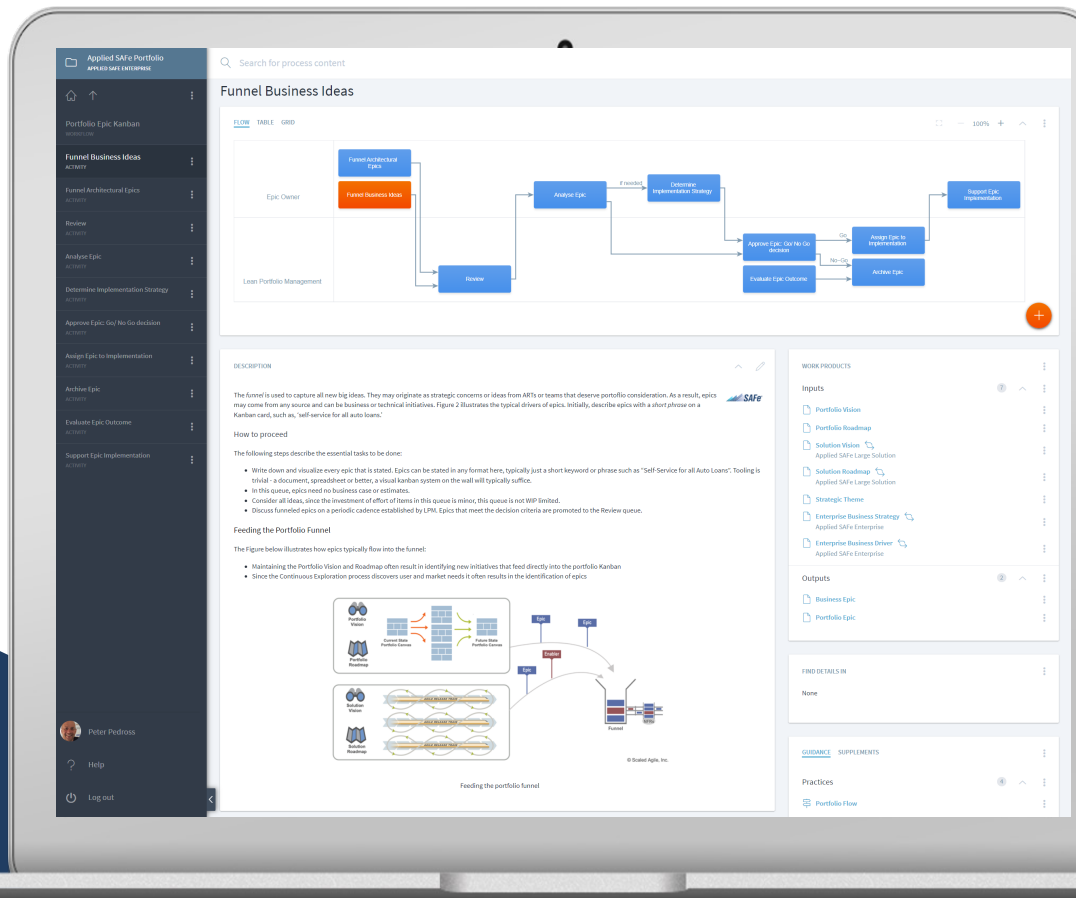 Applied SAFe Portfolio
APPLIED SAFE ENTERPRISE
Search for process content
Portfolio Epic Kanban
WORKFLOW
Funnel Business Ideas
ACTIVITY
Funnel Architectural Epics
ACTIVITY
Review
ACTIVITY
Analyse Epic
ACTIVITY
Determine Implementation Strategy
ACTIVITY
Approve Epic: Go/ No Go decision
ACTIVITY
Assign Epic to Implementation
ACTIVITY
Archive Epic
ACTIVITY
Evaluate Epic Outcome
ACTIVITY
Support Epic Implementation
ACTIVITY
Peter Pedross
Help
Log out
Funnel Business Ideas
FLOW TABLE GRID
100%
Epic Owner
Funnel Architectural
Epics
Funnel Business Ideas
Analyse Epic
if needed
Determine
Implementation Strategy
Support Epic
Implementation
Lean Portfolio Management
Review
Approve Epic: Go/ No Go
decision
Go
Assign Epic to
Implementation
No-Go
Archive Epic
Evaluate Epic Outcome
DESCRIPTION
The funnel is used to capture all new big ideas. They may originate as strategic concerns or ideas from ARTs or teams that deserve portfolio consideration. As a result, epics
may come from any source and can be business or technical initiatives. Figure 2 illustrates the typical drivers of epics. Initially, describe epics with a short phrase on a
Kanban card, such as, 'self-service for all auto loans.'
SAFe
How to proceed
The following steps describe the essential tasks to be done:
Write down and visualize every epic that is stated. Epics can be stated in any format here, typically just a short keyword or phrase such as "Self-Service for all Auto Loans". Tooling is
trivial - a document, spreadsheet or better, a visual kanban system on the wall will typically suffice.
In this queue, epics need no business case or estimates.
Consider all ideas, since the investment of effort of items in this queue is minor, this queue is not WIP limited.
Discuss funneled epics on a periodic cadence established by LPM. Epics that meet the decision criteria are promoted to the Review queue.
Feeding the Portfolio Funnel
The Figure below illustrates how epics typically flow into the funnel:
Maintaining the Portfolio Vision and Roadmap often result in identifying new initiatives that feed directly into the portfolio Kanban
Since the Continuous Exploration process discovers user and market needs it often results in the identification of epics
Portfolio
Vision
Portfolio
Roadmap
Current State
Portfolio Canvas
Future State
Portfolio Canvas
Epic
Epic
Enabler
Epic
Solution
Vision
Solution
Roadmap
AGILE RELEASE TRAIN
AGILE RELEASE TRAIN
AGILE RELEASE TRAIN
Funnel
© Scaled Agile, Inc.
Feeding the portfolio funnel
WORK PRODUCTS
Inputs
7
Portfolio Vision
Portfolio Roadmap
Solution Vision
Applied SAFe Large Solution
Solution Roadmap
Applied SAFe Large Solution
Strategic Theme
Enterprise Business Strategy
Applied SAFe Enterprise
Enterprise Business Driver
Applied SAFe Enterprise
Outputs
2
Business Epic
Portfolio Epic
FIND DETAILS IN
None
GUIDANCE SUPPLEMENTS
Practices
4
Portfolio Flow